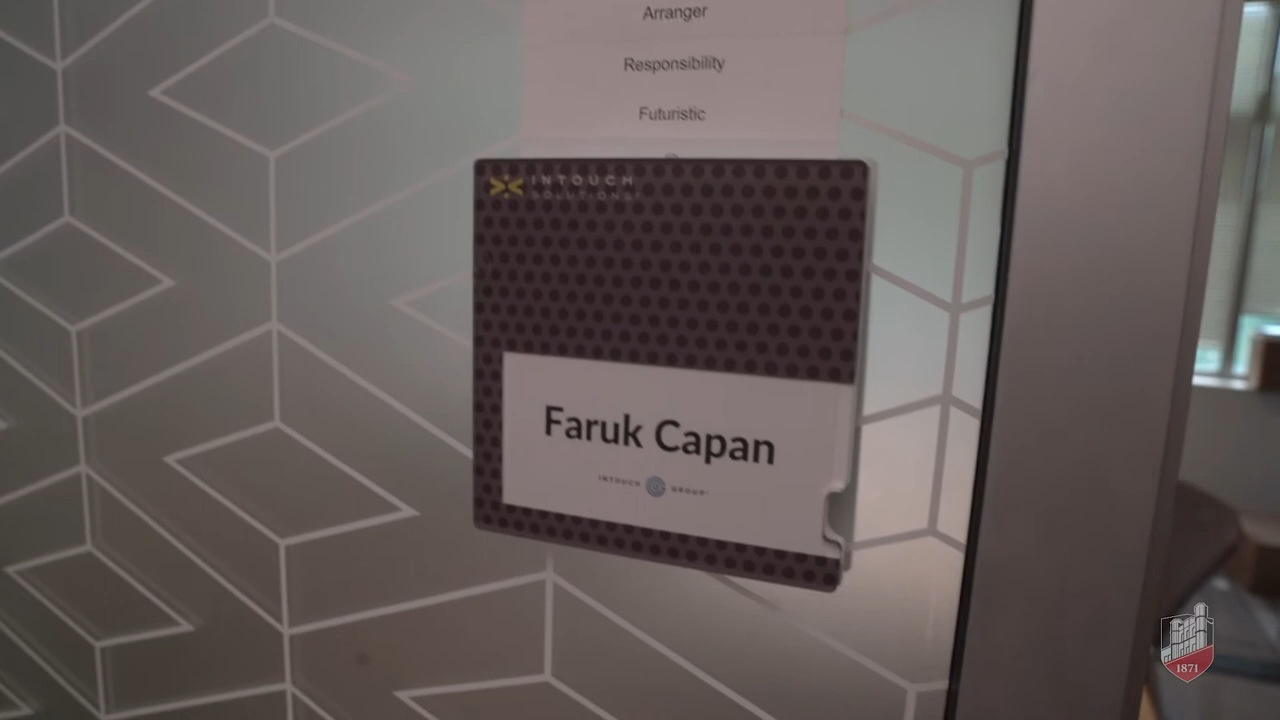 Arranger
Responsibility
Futuristic
INTOUCH
SOLUTIONS
Faruk Capan
INTOUCH GROUP
1871